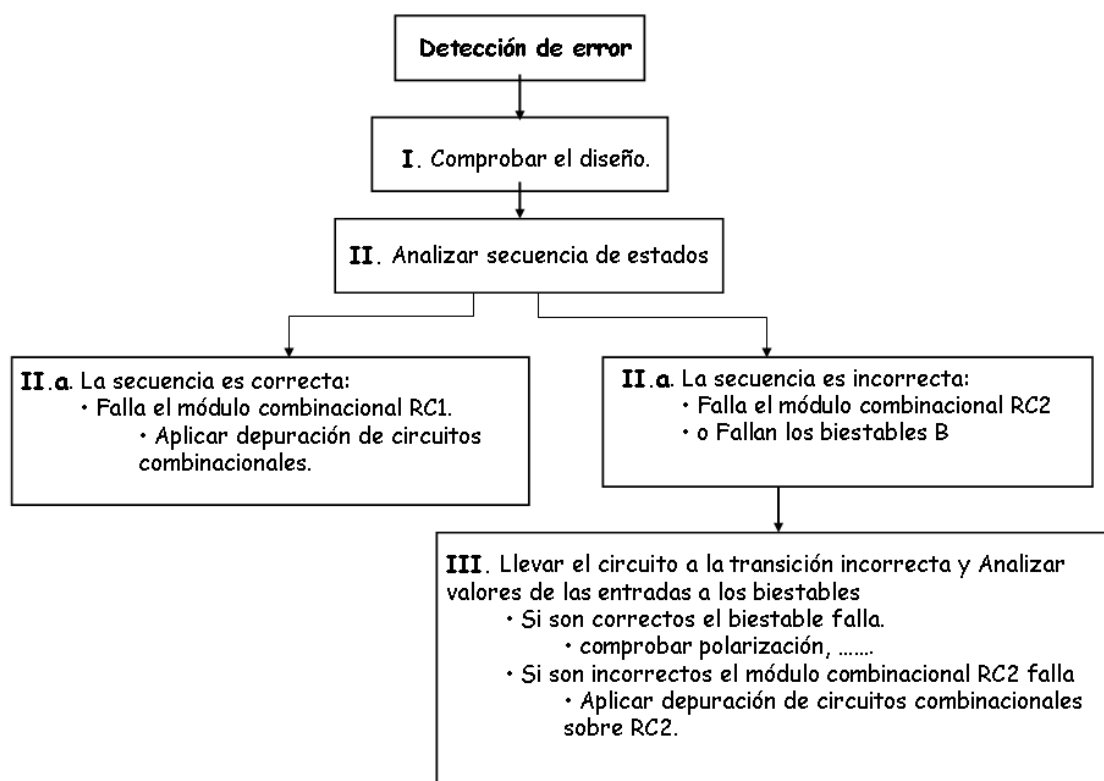 Detección de error
I. Comprobar el diseño.
II. Analizar secuencia de estados
II.a. La secuencia es correcta:
• Falla el módulo combinacional RC1.
• Aplicar depuración de circuitos
combinacionales.
II.a. La secuencia es incorrecta:
• Falla el módulo combinacional RC2
• o Fallan los biestables B
III. Llevar el circuito a la transición incorrecta y Analizar
valores de las entradas a los biestables
• Si son correctos el biestable falla.
• comprobar polarización, …….
• Si son incorrectos el módulo combinacional RC2 falla
• Aplicar depuración de circuitos combinacionales
sobre RC2.